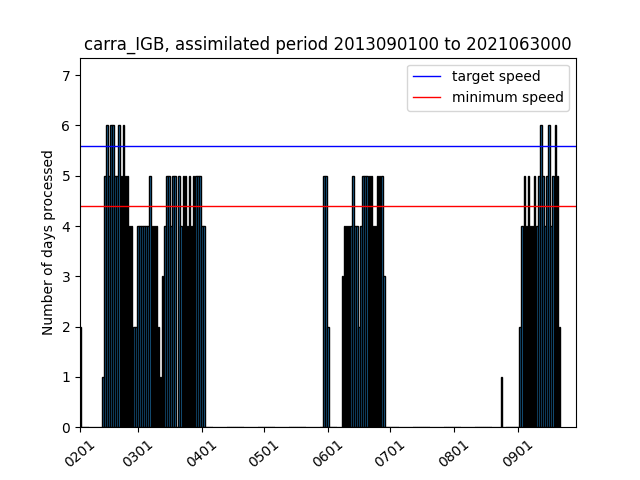 carra_IGB, assimilated period 2013090100 to 2021063000
target speed
minimum speed
Number of days processed
7
6
5
4
3
2
1
0
0201 0301 0401 0501 0601 0701 0801 0901